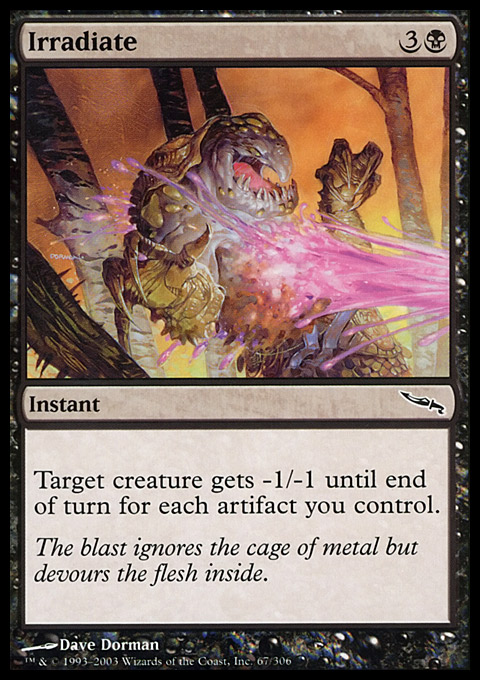 Irradiate 3
DORMAN
Instant
Target creature gets -1/-1 until end
of turn for each artifact you control.
The blast ignores the cage of metal but
devours the flesh inside.
Dave Dorman
™ & © 1993–2003 Wizards of the Coast, Inc. 67/306